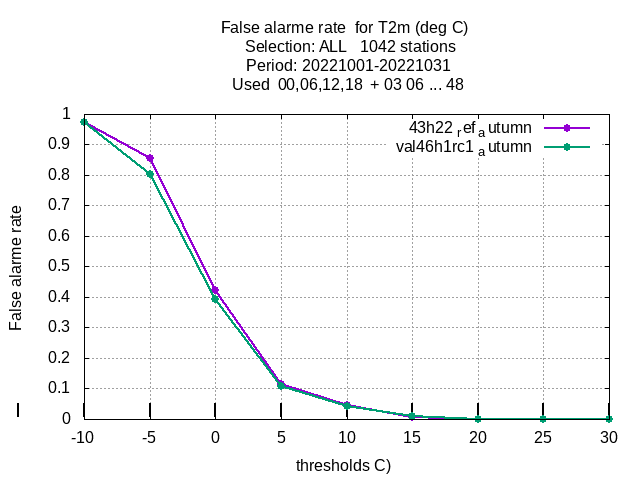 False alarme rate  for T2m (deg C)
Selection: ALL   1042 stations
Period: 20221001-20221031
Used  00,06,12,18  + 03 06 ... 48
43h22 ref a utumn
val46h1rc1 a utumn
1
0.9
0.8
0.7
0.6
0.5
0.4
0.3
0.2
0.1
0
False alarme rate
-10 -5 0 5 10 15 20 25 30
thresholds C)